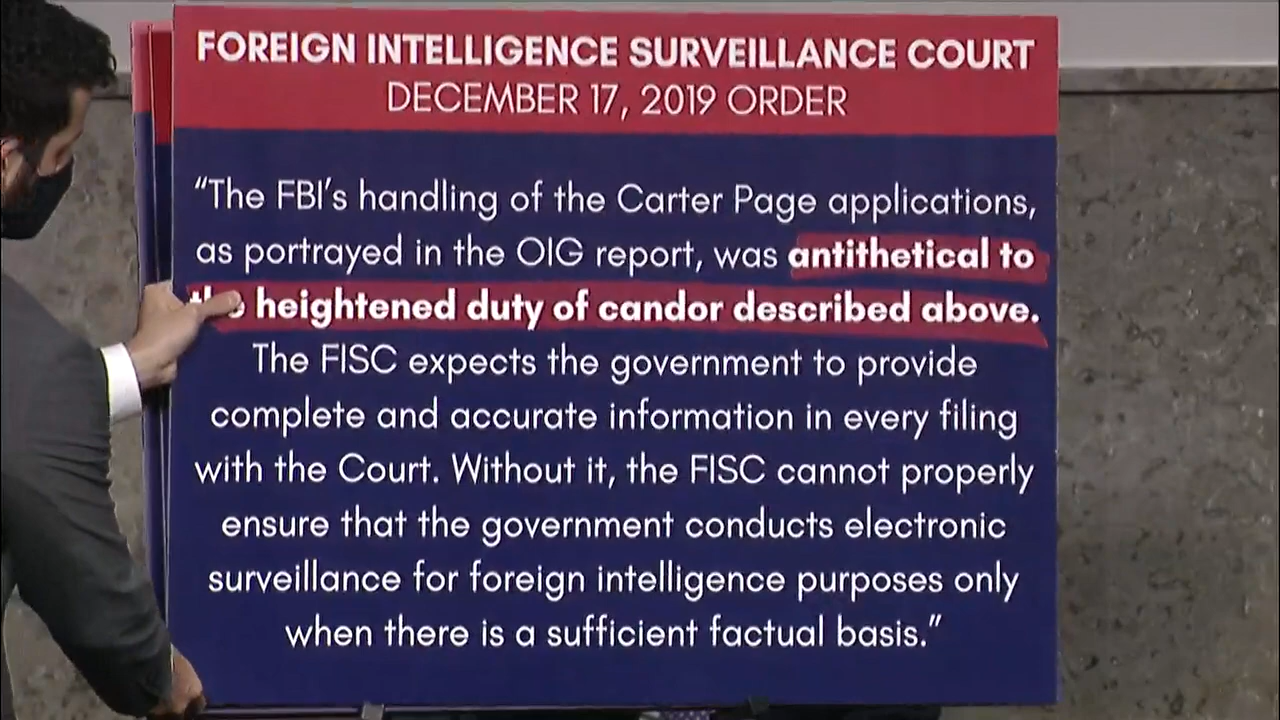 FOREIGN INTELLIGENCE SURVEILLANCE COURT
DECEMBER 17, 2019 ORDER
“The FBI’s handling of the Carter Page applications,
as portrayed in the OIG report, was antithetical to
the heightened duty of candor described above.
The FISC expects the government to provide
complete and accurate information in every filing
with the Court. Without it, the FISC cannot properly
ensure that the government conducts electronic
surveillance for foreign intelligence purposes only
when there is a sufficient factual basis.”